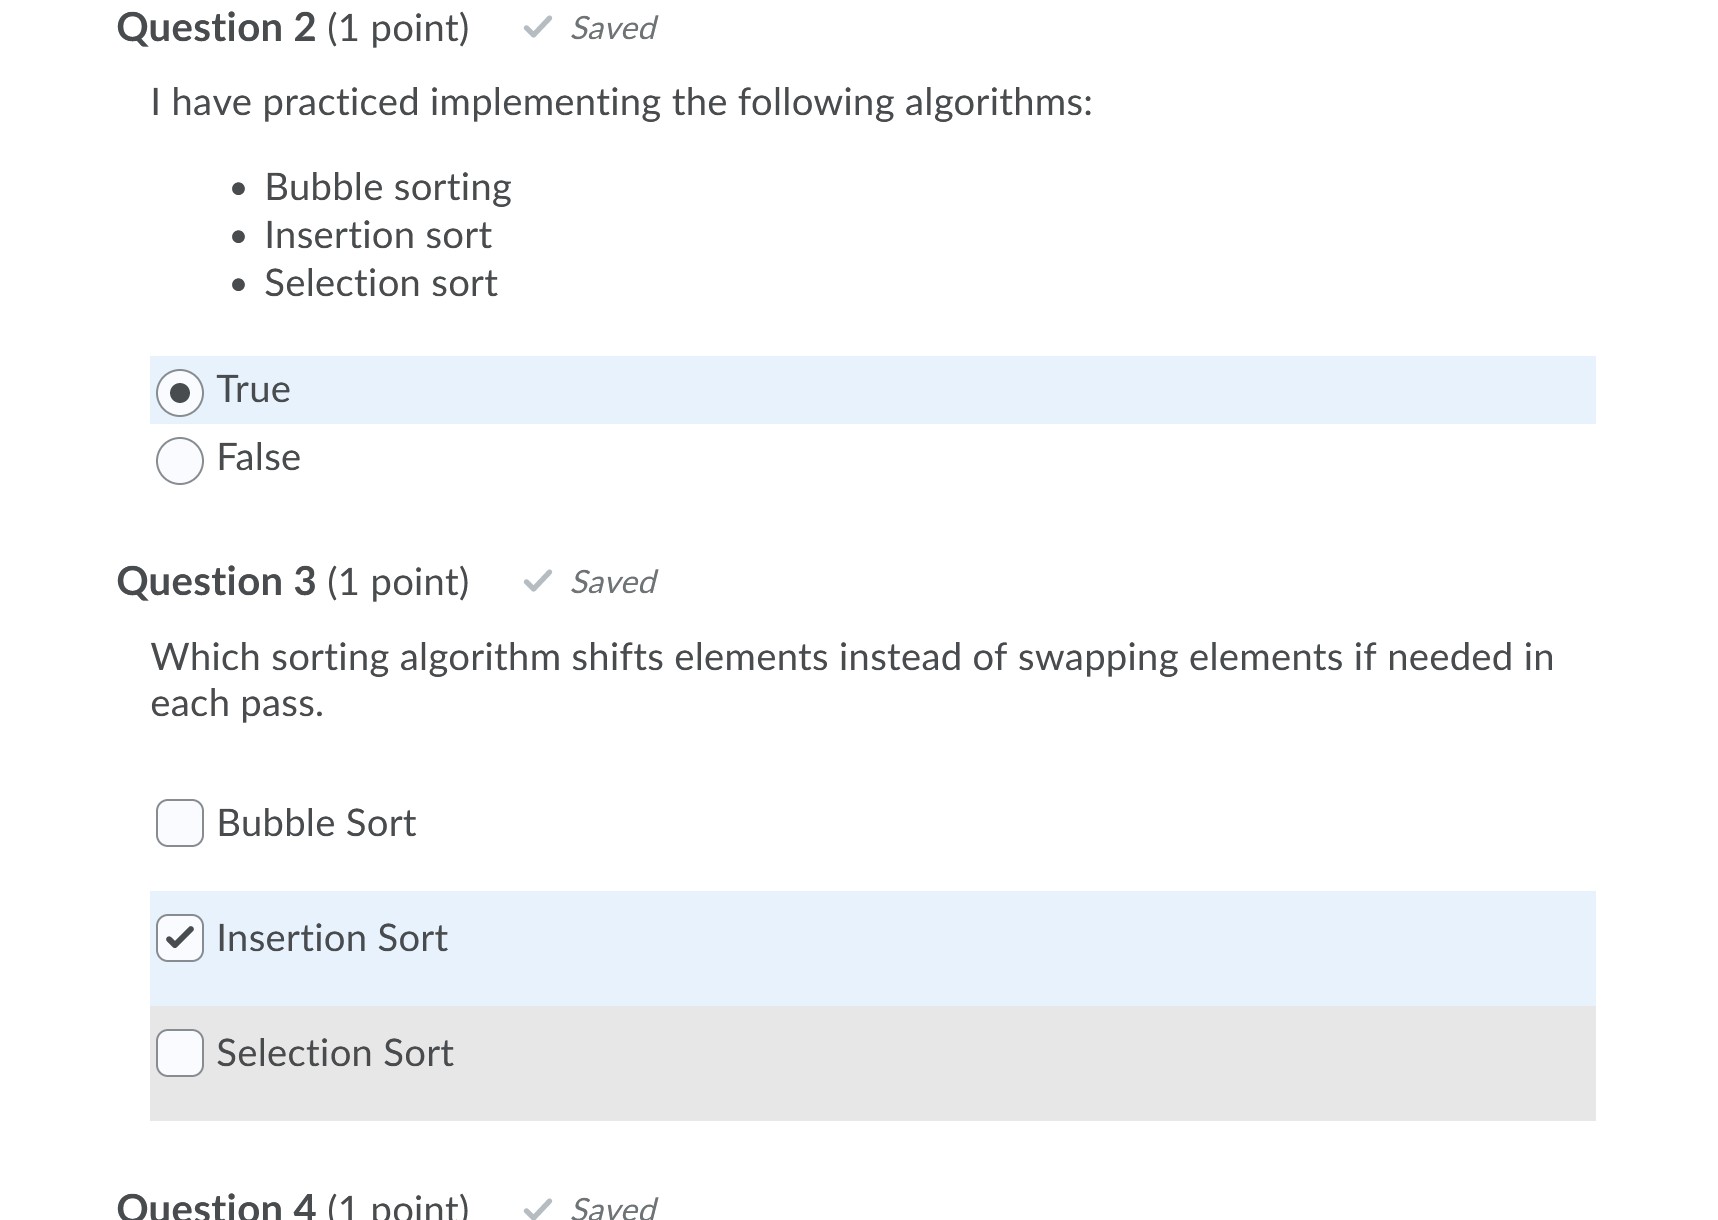 Question 2 (1 point) Saved
I have practiced implementing the following algorithms:
Bubble sorting
Insertion sort
Selection sort
True
False
Question 3 (1 point) Saved
Which sorting algorithm shifts elements instead of swapping elements if needed in
each pass.
Bubble Sort
Insertion Sort
Selection Sort
Question 4 (1 point) Saved